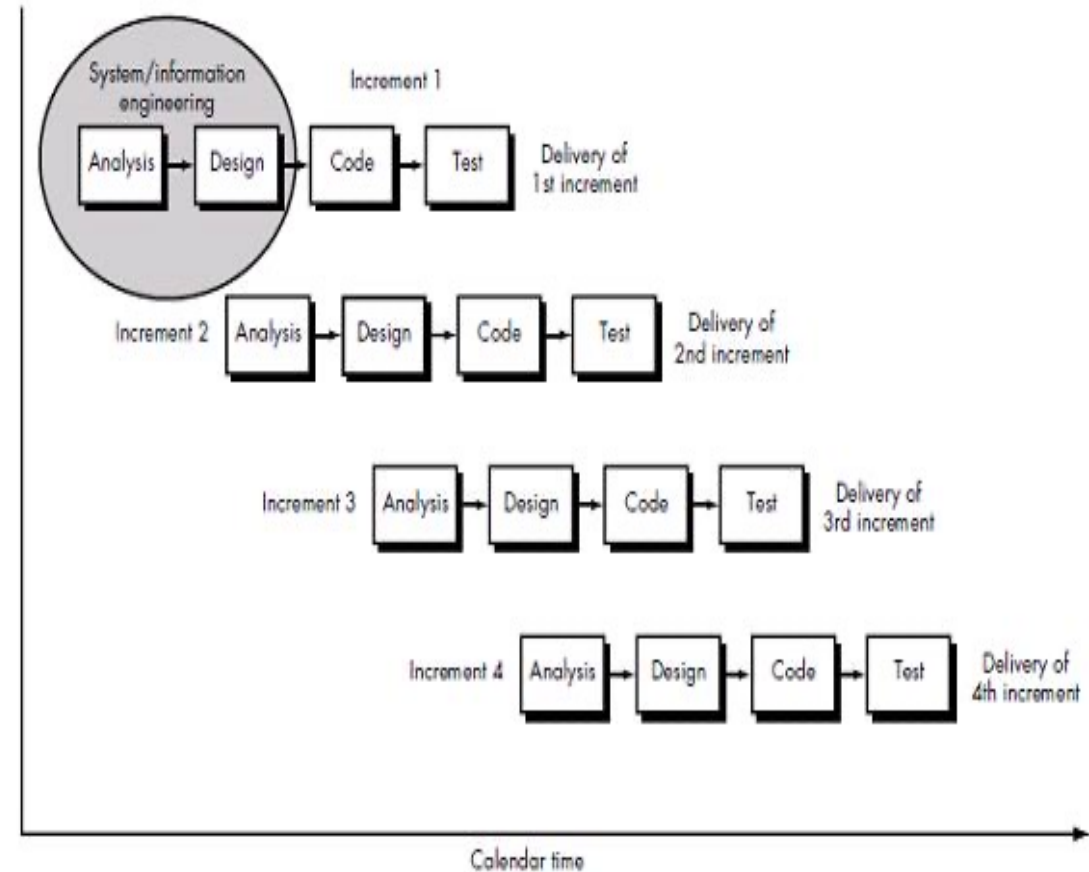 System/information
engineering
Increment 1
Analysis
Design
Code
Test
Delivery of
1st increment
Increment 2
Analysis
Design
Code
Test
Delivery of
2nd increment
Increment 3
Analysis
Design
Code
Test
Delivery of
3rd increment
Increment 4
Analysis
Design
Code
Test
Delivery of
4th increment
Calendar time